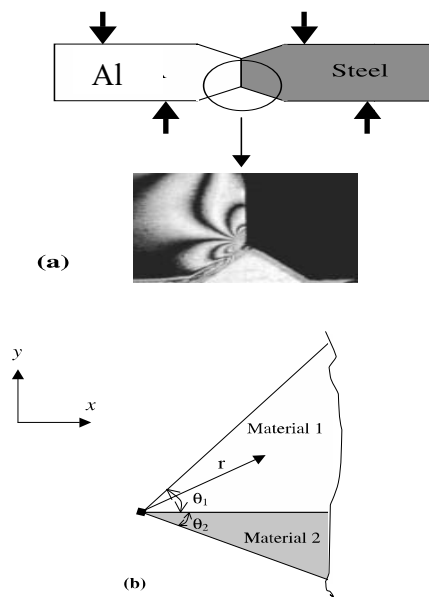 Al
Steel
(a)
y
x
Material 1
r
θ1
θ2
Material 2
(b)